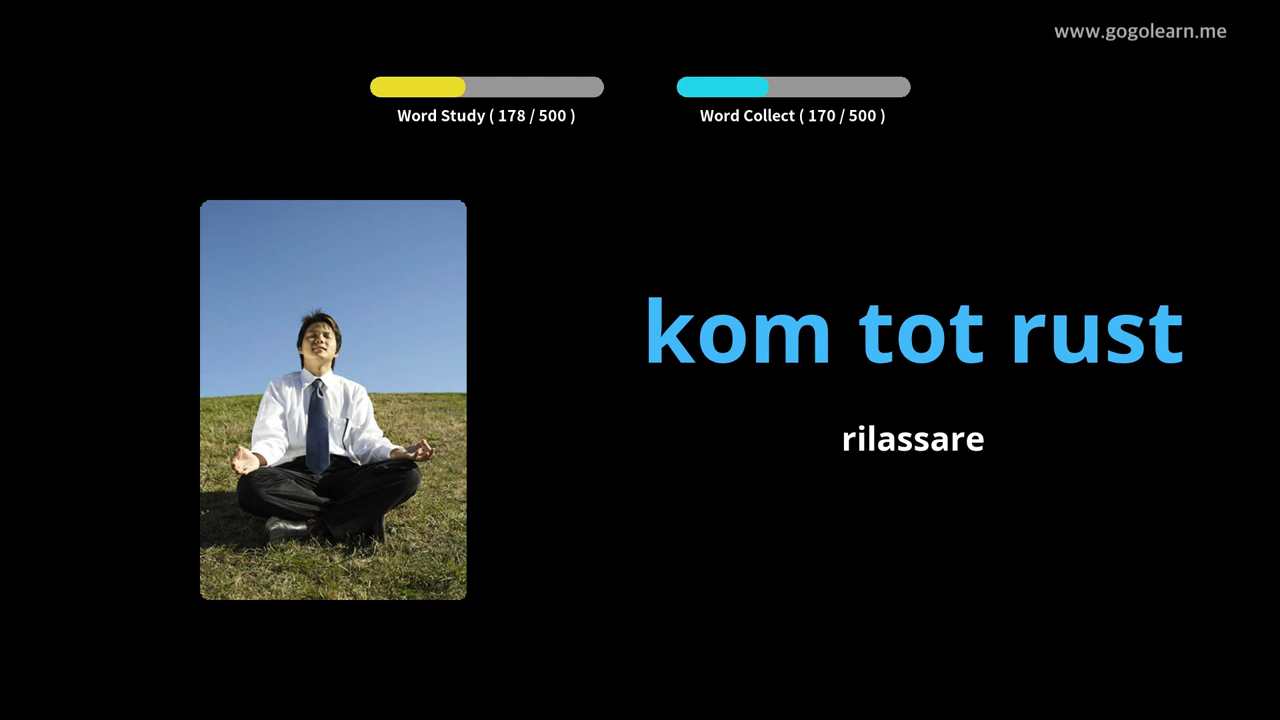 www.gogolearn.me
Word Study ( 178 / 500 )
Word Collect ( 170 / 500 )
kom tot rust
rilassare